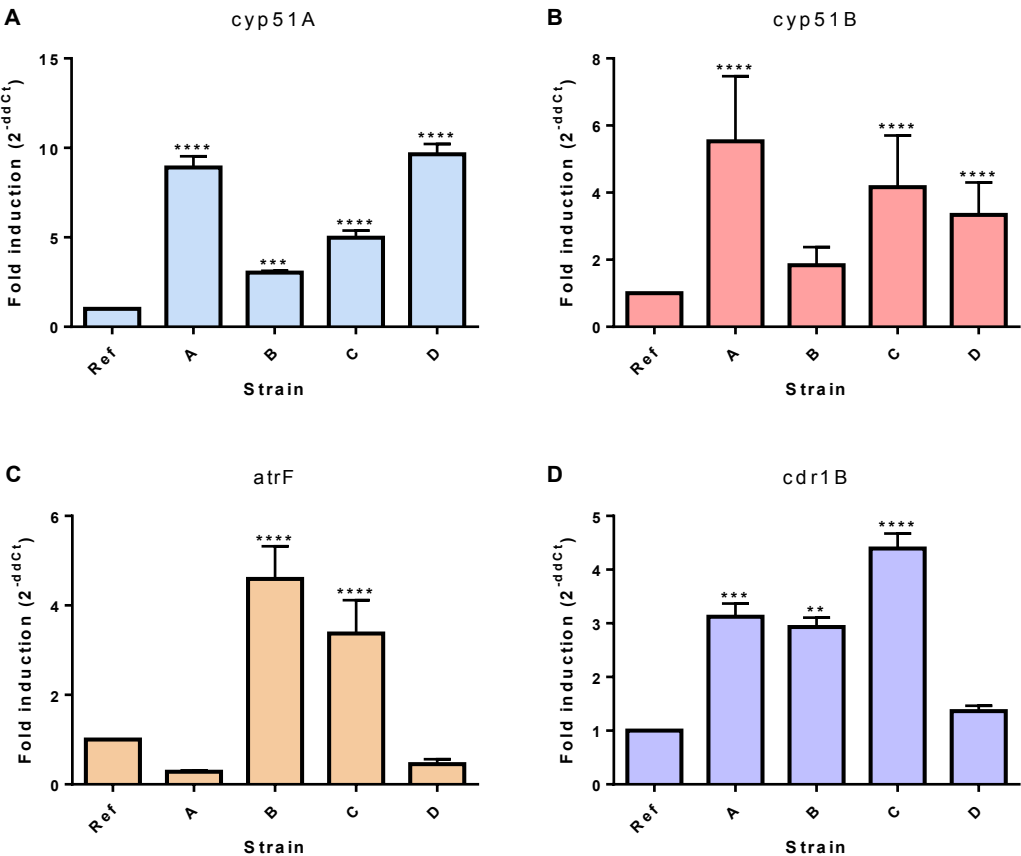 A
cyp51A
Fold induction (2^-ddCt)
15
10
5
0
****
***
****
****
Ref
A
B
C
D
Strain
B
cyp51B
Fold induction (2^-ddCt)
8
6
4
2
0
****
****
****
Ref
A
B
C
D
Strain
C
atrF
Fold induction (2^-ddCt)
6
4
2
0
****
****
Ref
A
B
C
D
Strain
D
cdr1B
Fold induction (2^-ddCt)
5
4
3
2
1
0
***
**
****
Ref
A
B
C
D
Strain